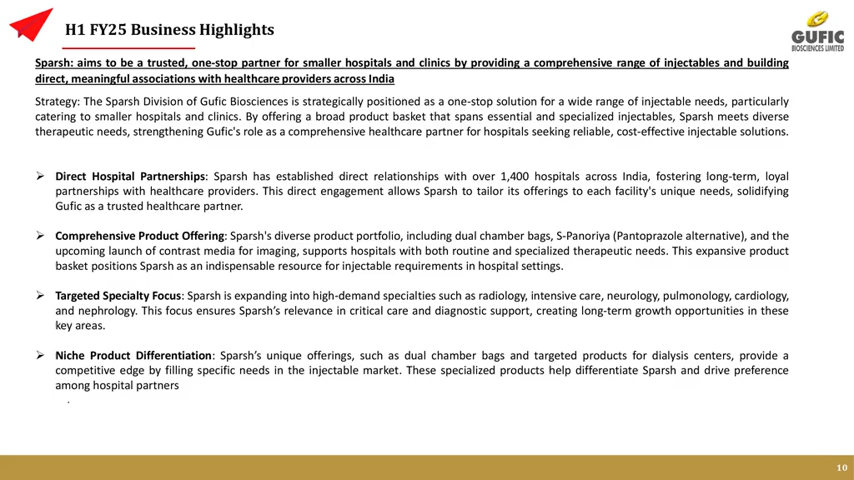 H1 FY25 Business Highlights
GUFIC
BIOSCIENCES LIMITED
Sparsh: aims to be a trusted, one-stop partner for smaller hospitals and clinics by providing a comprehensive range of injectables and building
direct, meaningful associations with healthcare providers across India
Strategy: The Sparsh Division of Gufic Biosciences is strategically positioned as a one-stop solution for a wide range of injectable needs, particularly
catering to smaller hospitals and clinics. By offering a broad product basket that spans essential and specialized injectables, Sparsh meets diverse
therapeutic needs, strengthening Gufic's role as a comprehensive healthcare partner for hospitals seeking reliable, cost-effective injectable solutions.
➢ Direct Hospital Partnerships: Sparsh has established direct relationships with over 1,400 hospitals across India, fostering long-term, loyal
partnerships with healthcare providers. This direct engagement allows Sparsh to tailor its offerings to each facility's unique needs, solidifying
Gufic as a trusted healthcare partner.
➢ Comprehensive Product Offering: Sparsh's diverse product portfolio, including dual chamber bags, S-Panoriya (Pantoprazole alternative), and the
upcoming launch of contrast media for imaging, supports hospitals with both routine and specialized therapeutic needs. This expansive product
basket positions Sparsh as an indispensable resource for injectable requirements in hospital settings.
➢ Targeted Specialty Focus: Sparsh is expanding into high-demand specialties such as radiology, intensive care, neurology, pulmonology, cardiology,
and nephrology. This focus ensures Sparsh’s relevance in critical care and diagnostic support, creating long-term growth opportunities in these
key areas.
➢ Niche Product Differentiation: Sparsh’s unique offerings, such as dual chamber bags and targeted products for dialysis centers, provide a
competitive edge by filling specific needs in the injectable market. These specialized products help differentiate Sparsh and drive preference
among hospital partners
.
10